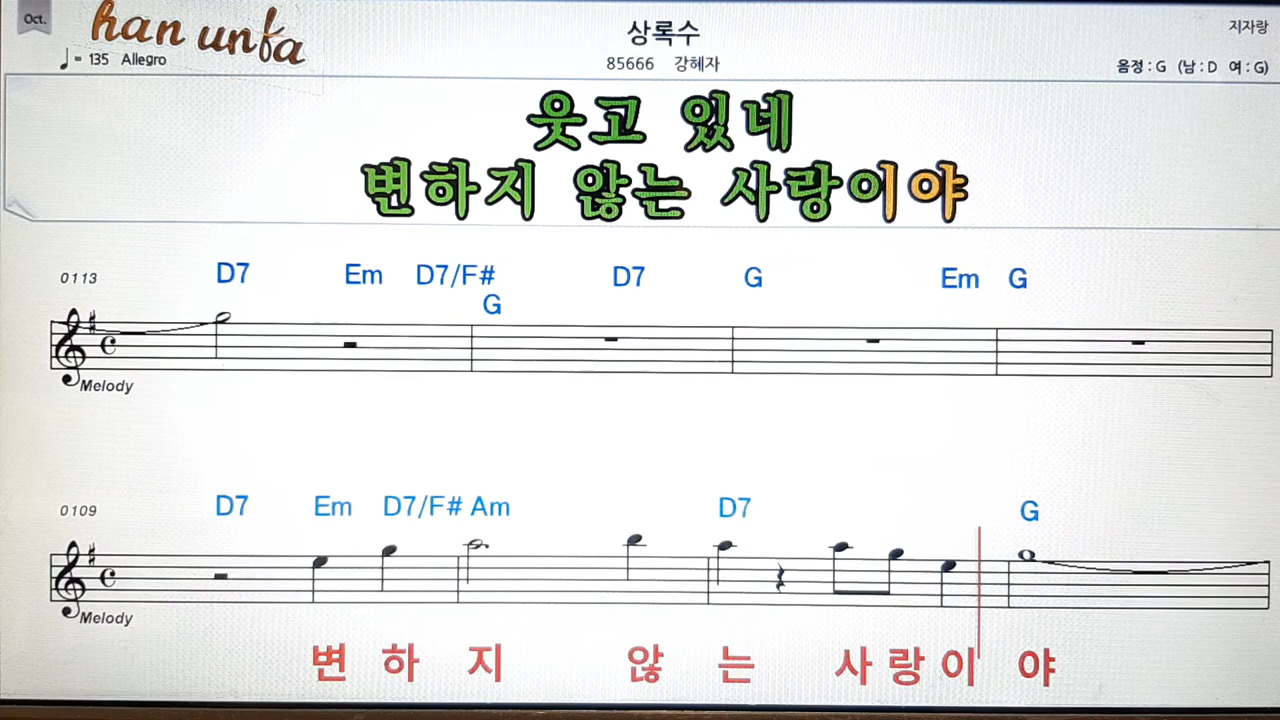 Oct.
han unfa
상록수
지자랑
♩= 135 Allegro
85666 강혜자
음정 : G (남 : D 여 : G)
웃고 있네
변하지 않는 사랑이야
0113
D7 Em D7/F# G D7 G Em G
Melody
0109
D7 Em D7/F# Am D7 G
Melody
변 하 지 않 는 사 랑 이 야